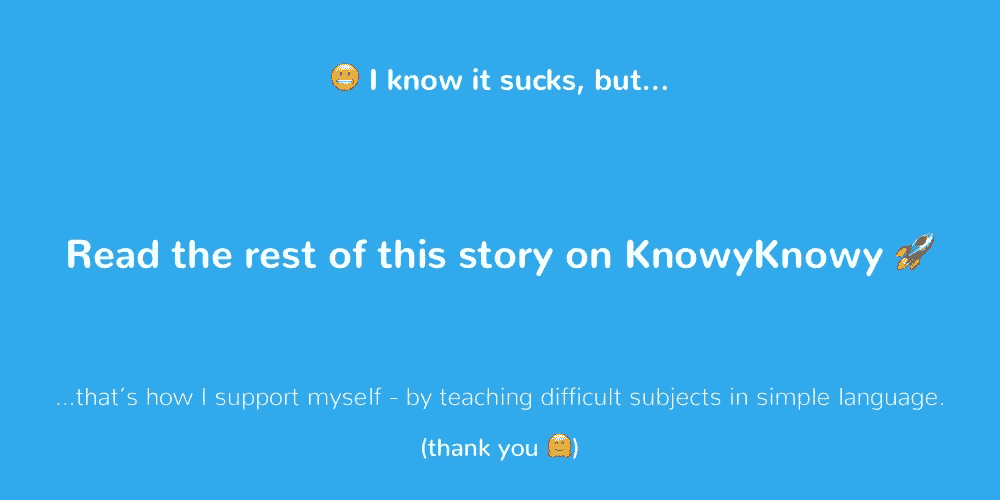 😀 I know it sucks, but...
Read the rest of this story on KnowyKnowy 🚀
...that's how I support myself - by teaching difficult subjects in simple language.
(thank you 🤗)